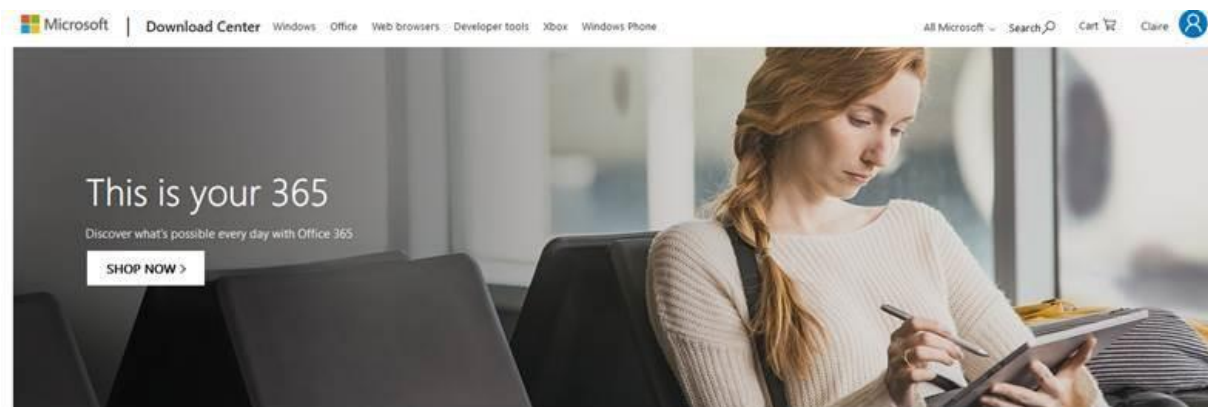 Microsoft | Download Center Windows Office Web browsers Developer tools Xbox Windows Phone All Microsoft Search Cart Claire
This is your 365
Discover what's possible every day with Office 365
SHOP NOW >